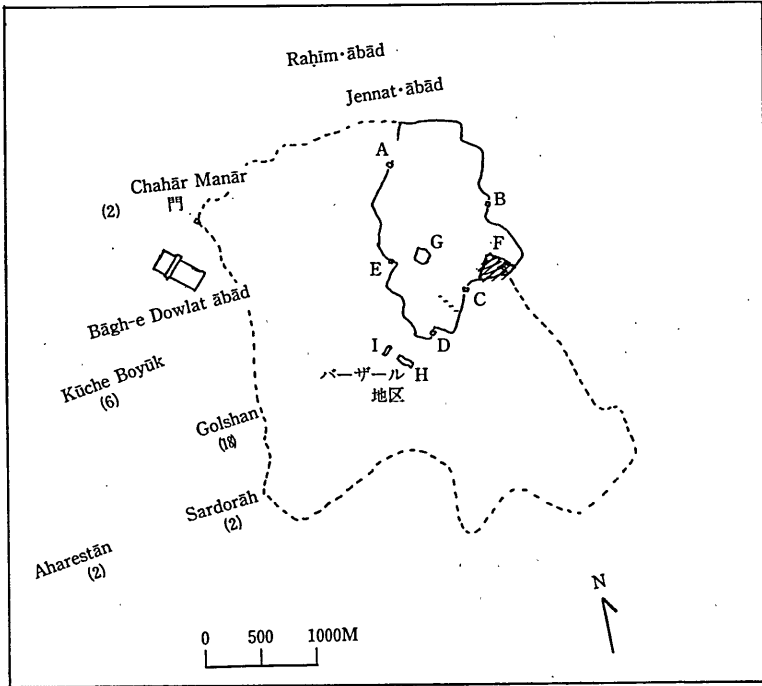 Raḥīm・ābād
Jennat・ābād
A
Chahār Manār
(2)
門
B
F
G
E
C
Bāgh-e Dowlat ābād
D
I
H
バーザール
地区
Kūche Boyūk
(6)
Golshan
(18)
Sardorāh
(2)
Aharestān
(2)
N
0 500 1000M